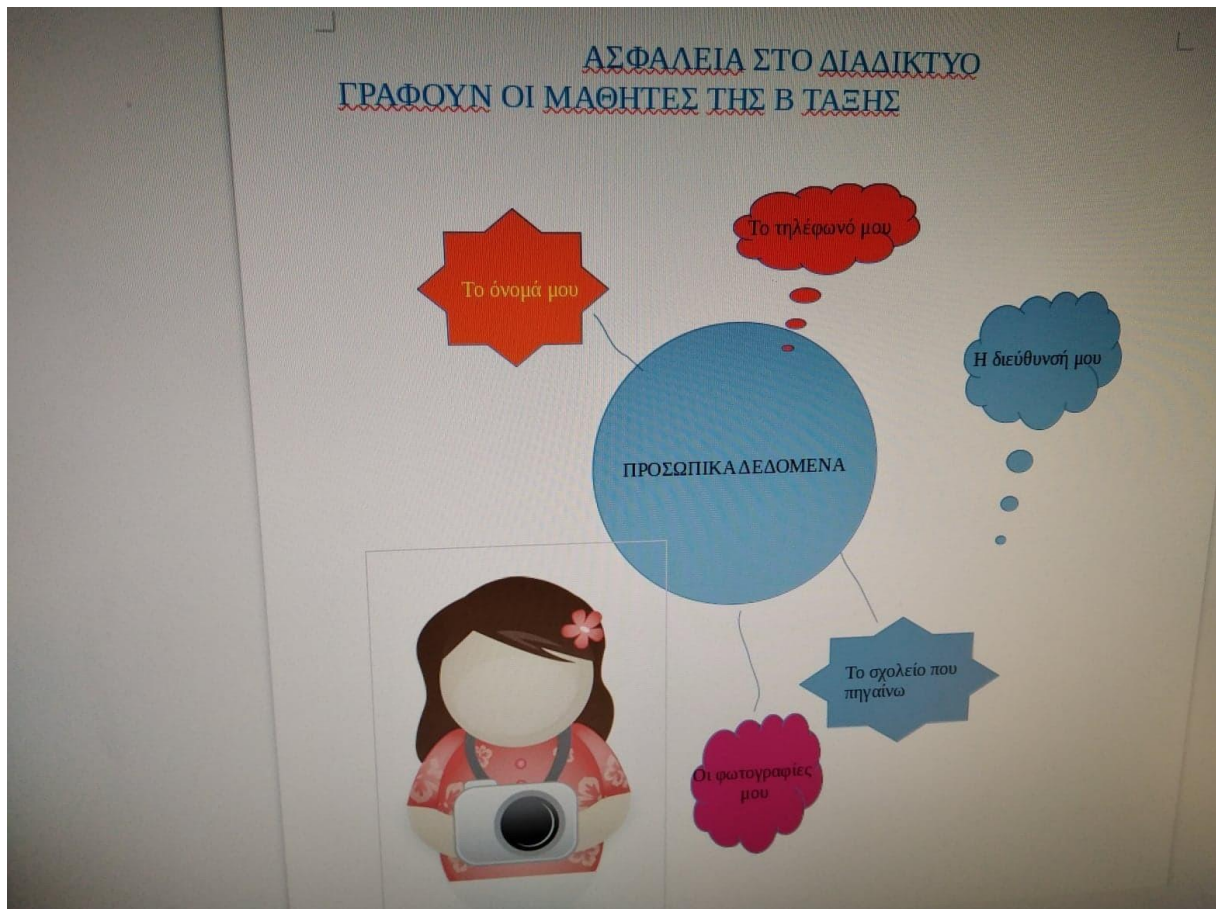 ΑΣΦΑΛΕΙΑ ΣΤΟ ΔΙΑΔΙΚΤΥΟ
ΓΡΑΦΟΥΝ ΟΙ ΜΑΘΗΤΕΣ ΤΗΣ Β ΤΑΞΗΣ
Το τηλέφωνό μου
Το όνομά μου
Η διεύθυνσή μου
ΠΡΟΣΩΠΙΚΑ ΔΕΔΟΜΕΝΑ
Το σχολείο που
πηγαίνω
Οι φωτογραφίες
μου